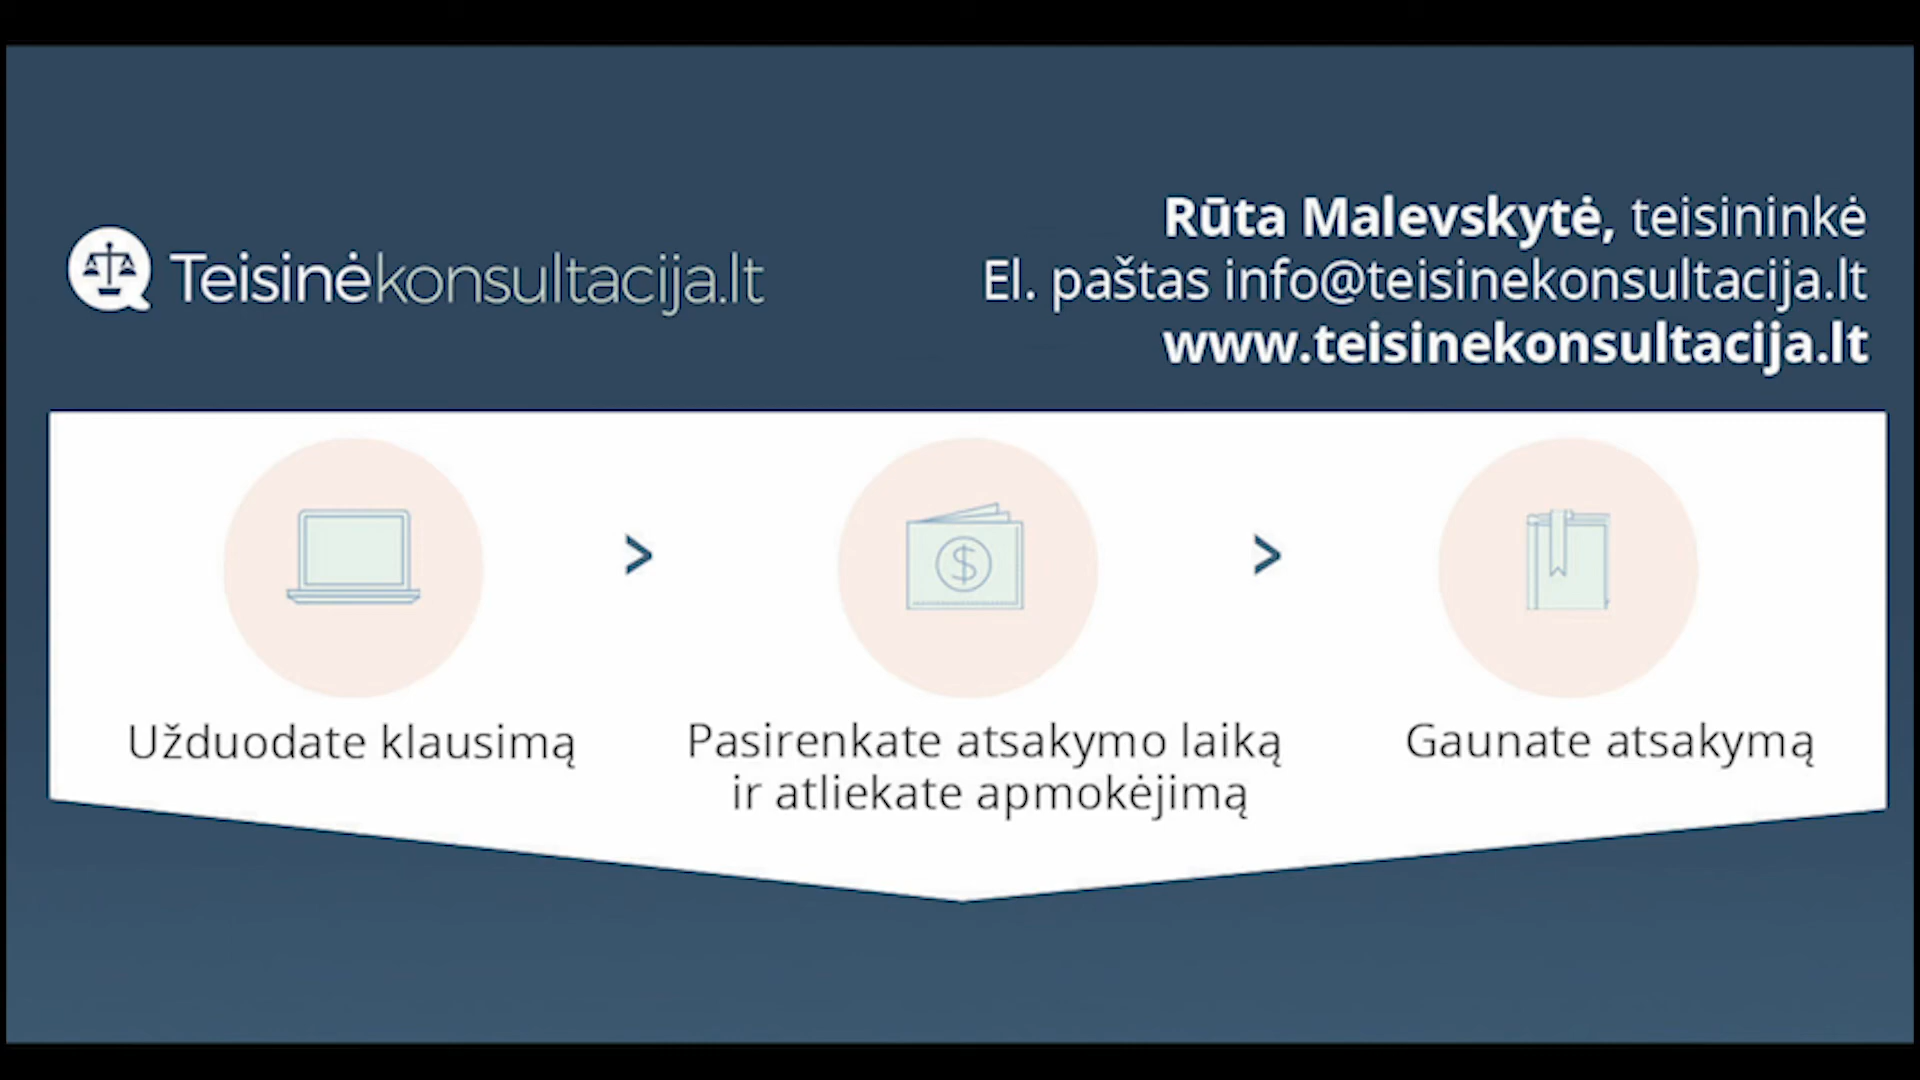 Teisinėkonsultacija.lt
Rūta Malevskytė, teisininkė
El. paštas info@teisinekonsultacija.lt
www.teisinekonsultacija.lt
>
>
$
Užduodate klausimą
Pasirenkate atsakymo laiką
ir atliekate apmokėjimą
Gaunate atsakymą